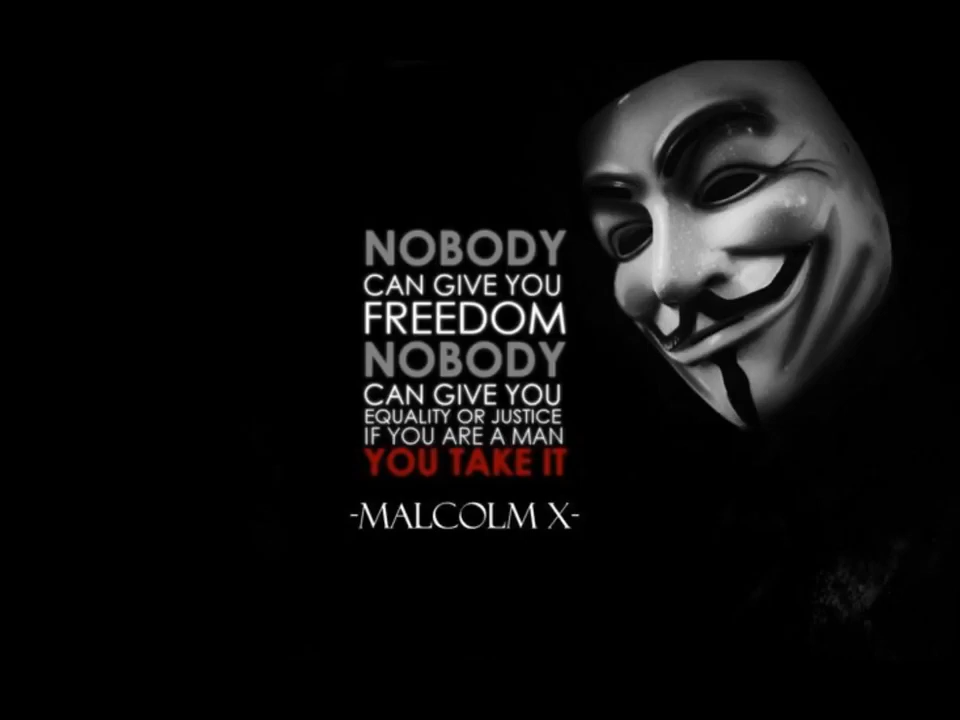 NOBODY
CAN GIVE YOU
FREEDOM
NOBODY
CAN GIVE YOU
EQUALITY OR JUSTICE
IF YOU ARE A MAN
YOU TAKE IT
-MALCOLM X-